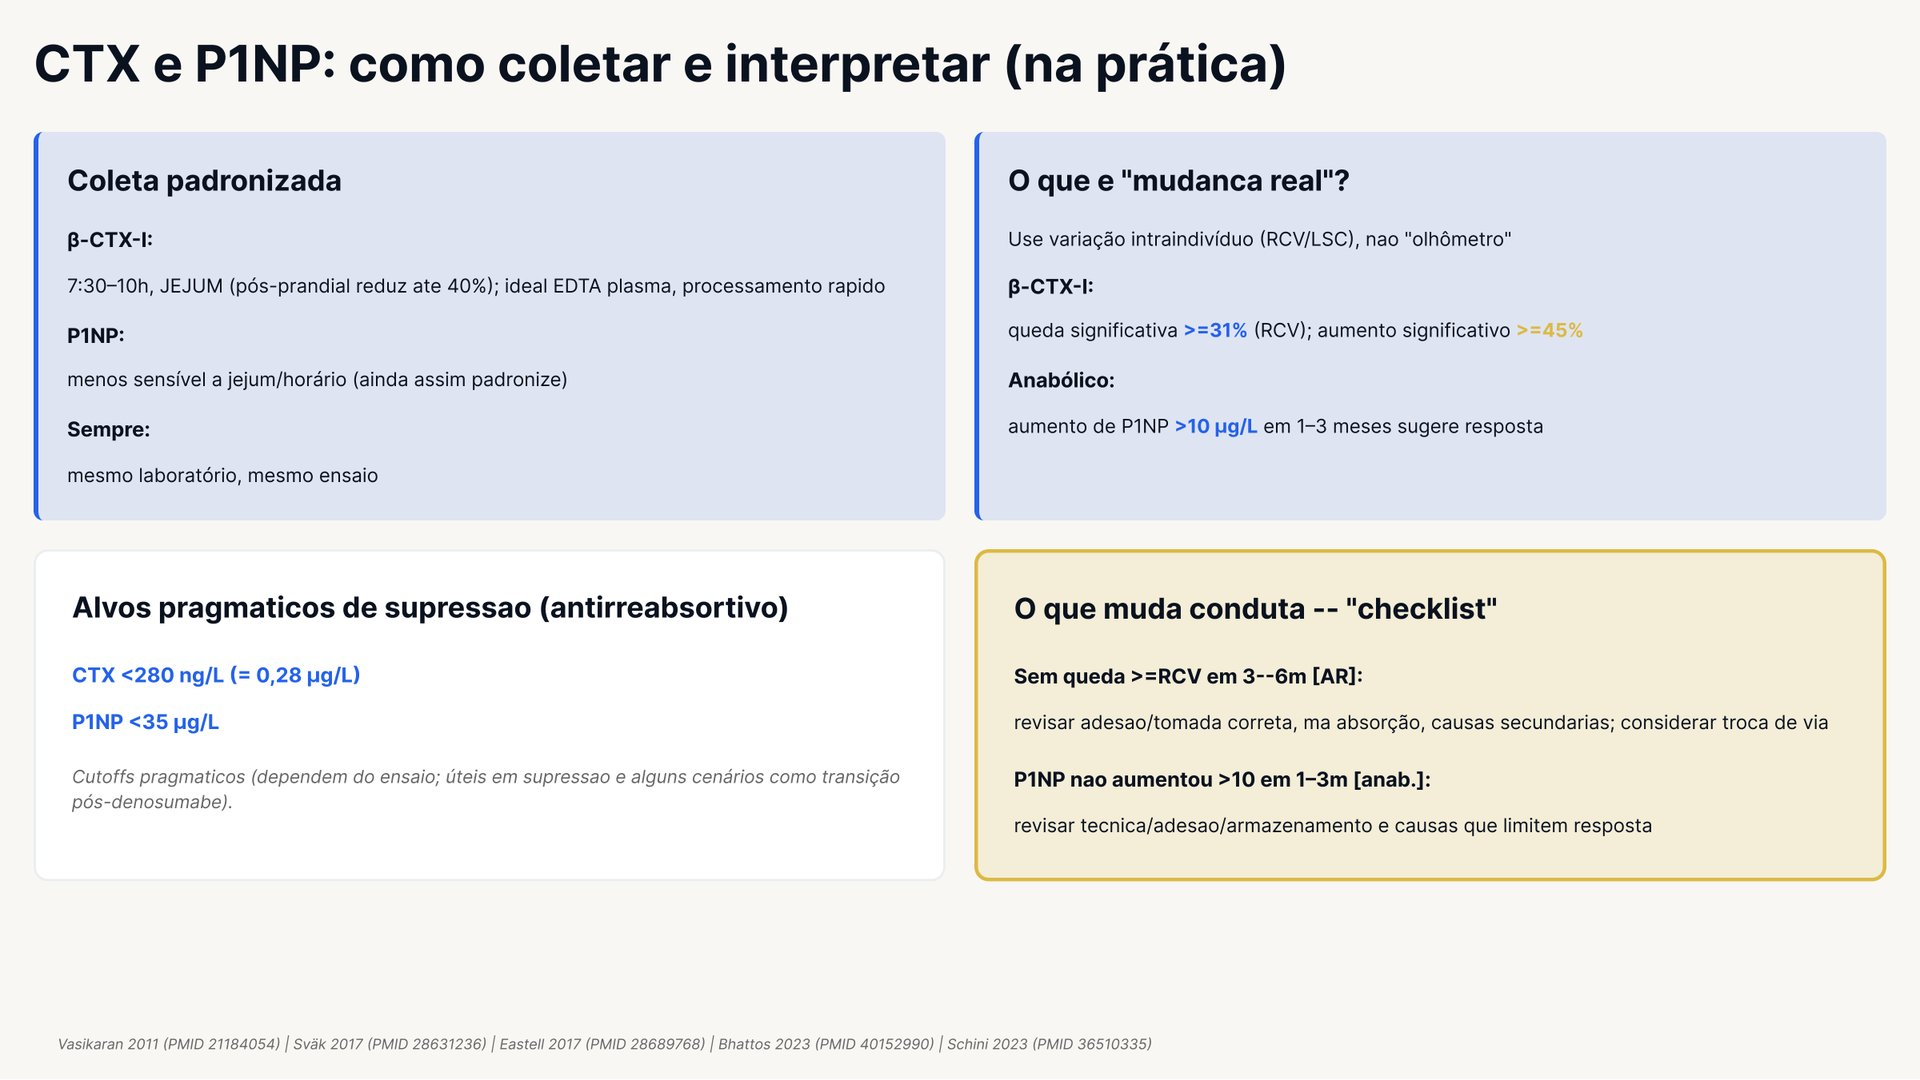 CTX e P1NP: como coletar e interpretar (na prática)
Coleta padronizada
β-CTX-I:
7:30–10h, JEJUM (pós-prandial reduz ate 40%); ideal EDTA plasma, processamento rapido
P1NP:
menos sensível a jejum/horário (ainda assim padronize)
Sempre:
mesmo laboratório, mesmo ensaio
O que e "mudanca real"?
Use variação intraindivíduo (RCV/LSC), nao "olhômetro"
β-CTX-I:
queda significativa >=31% (RCV); aumento significativo >=45%
Anabólico:
aumento de P1NP >10 µg/L em 1–3 meses sugere resposta
Alvos pragmaticos de supressao (antirreabsortivo)
CTX <280 ng/L (= 0,28 µg/L)
P1NP <35 µg/L
Cutoffs pragmaticos (dependem do ensaio; úteis em supressao e alguns cenários como transição
pós-denosumabe).
O que muda conduta -- "checklist"
Sem queda >=RCV em 3--6m [AR]:
revisar adesao/tomada correta, ma absorção, causas secundarias; considerar troca de via
P1NP nao aumentou >10 em 1–3m [anab.]:
revisar tecnica/adesao/armazenamento e causas que limitem resposta
Vasikaran 2011 (PMID 21184054) | Sväk 2017 (PMID 28631236) | Eastell 2017 (PMID 28689768) | Bhattos 2023 (PMID 40152990) | Schini 2023 (PMID 36510335)